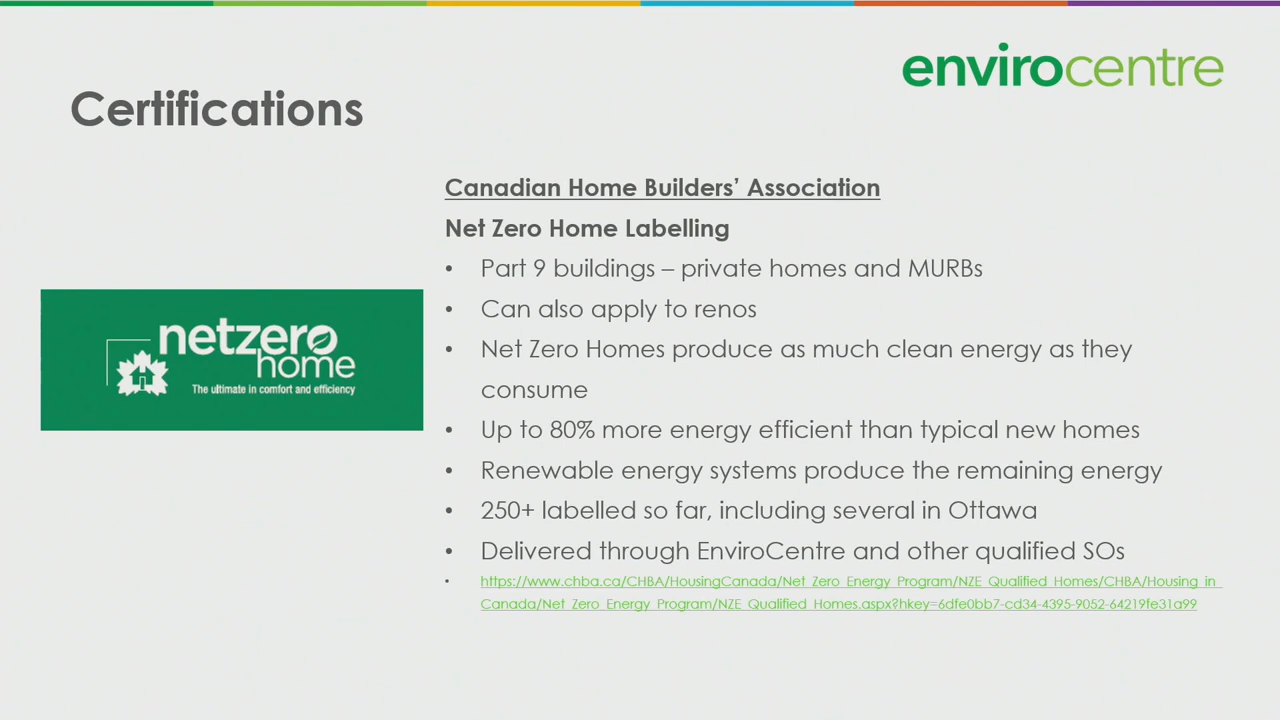 envirocentre
Certifications
Canadian Home Builders’ Association
Net Zero Home Labelling
• Part 9 buildings – private homes and MURBs
• Can also apply to renos
• Net Zero Homes produce as much clean energy as they
consume
• Up to 80% more energy efficient than typical new homes
• Renewable energy systems produce the remaining energy
• 250+ labelled so far, including several in Ottawa
• Delivered through EnviroCentre and other qualified SOs
• https://www.chba.ca/CHBA/HousingCanada/Net_Zero_Energy_Program/NZE_Qualified_Homes/CHBA/Housing_in_
Canada/Net_Zero_Energy_Program/NZE_Qualified_Homes.aspx?hkey=6dfe0bb7-cd34-4395-9052-64219fe31a99
netzero
home
The ultimate in comfort and efficiency